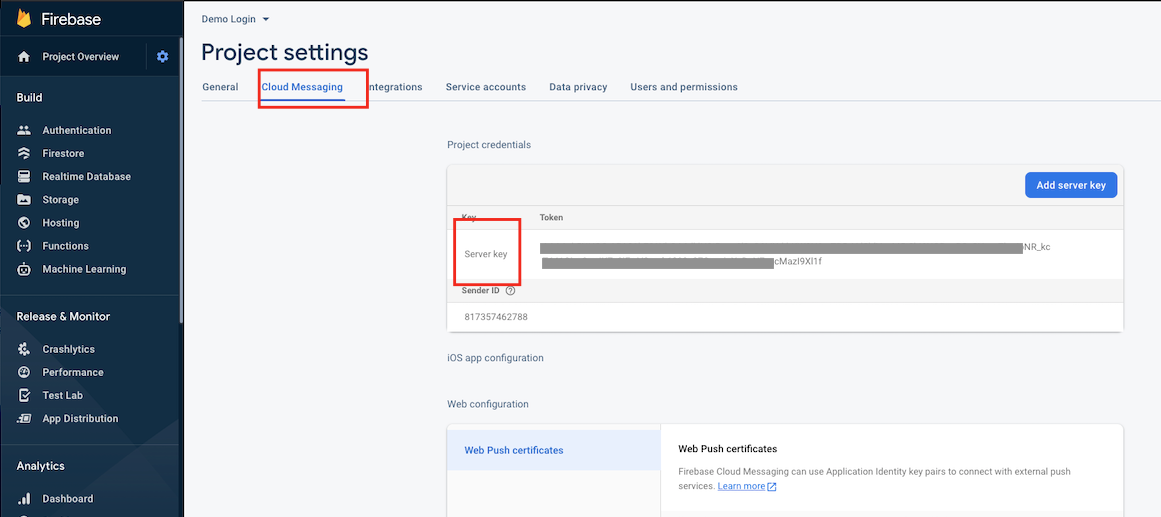 Firebase
Demo Login
Project Overview
Project settings
General Cloud Messaging Integrations Service accounts Data privacy Users and permissions
Build
Authentication
Firestore
Realtime Database
Storage
Hosting
Functions
Machine Learning
Release & Monitor
Crashlytics
Performance
Test Lab
App Distribution
Analytics
Dashboard
Project credentials
Add server key
Key Token
Server key
NR_kc
cMazI9Xl1f
Sender ID
817357462788
iOS app configuration
Web configuration
Web Push certificates
Web Push certificates
Firebase Cloud Messaging can use Application Identity key pairs to connect with external push
services. Learn more